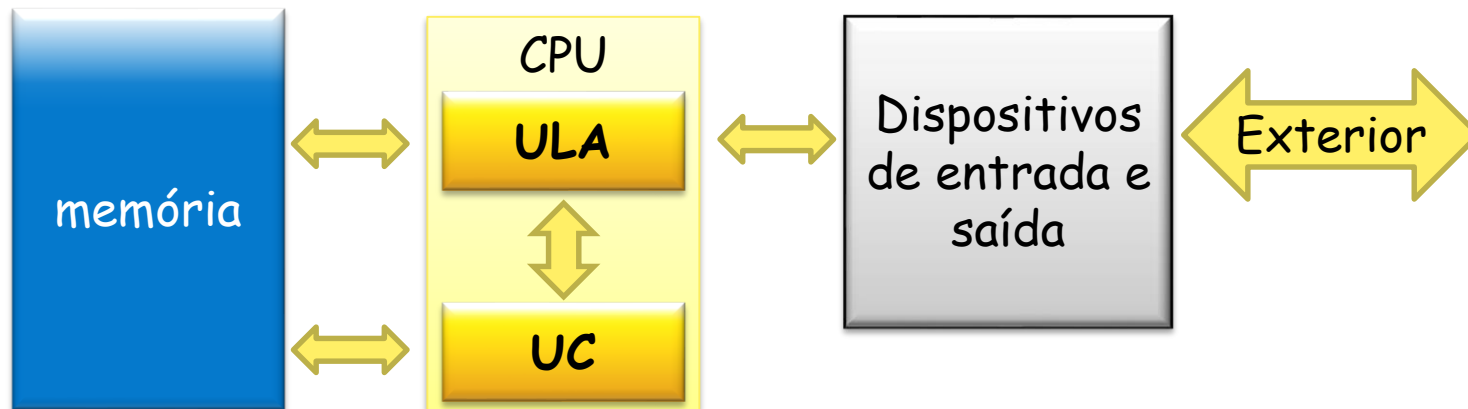 memória
CPU
ULA
UC
Dispositivos
de entrada e
saída
Exterior